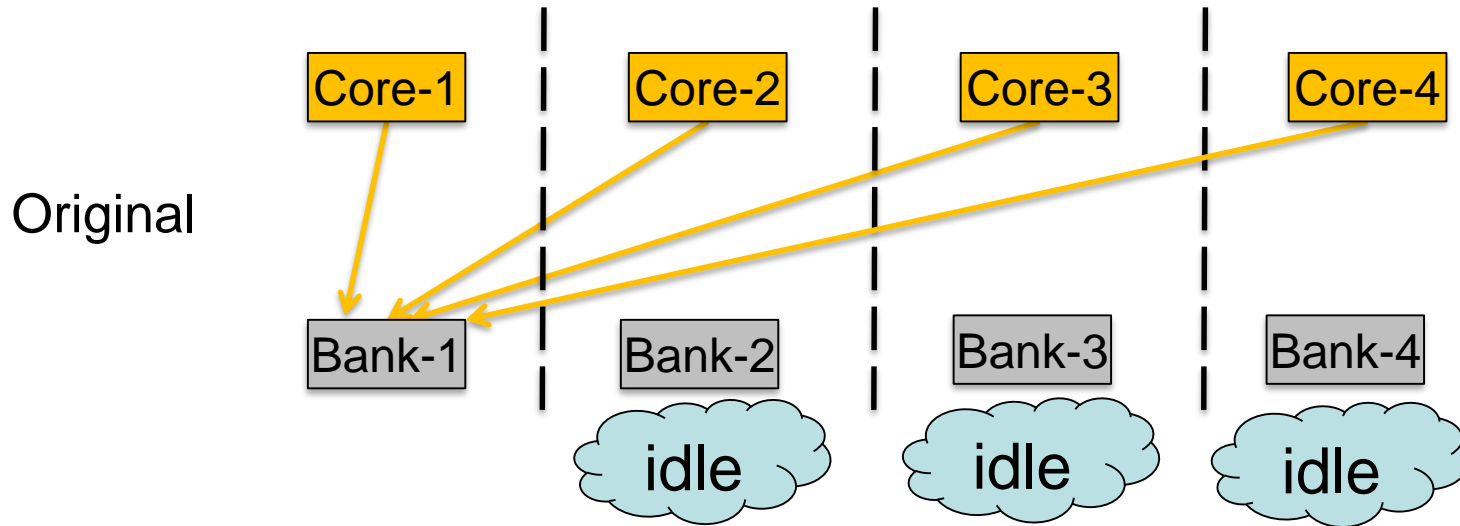 Core-1
Core-2
Core-3
Core-4
Original
Bank-1
Bank-2
Bank-3
Bank-4
idle
idle
idle